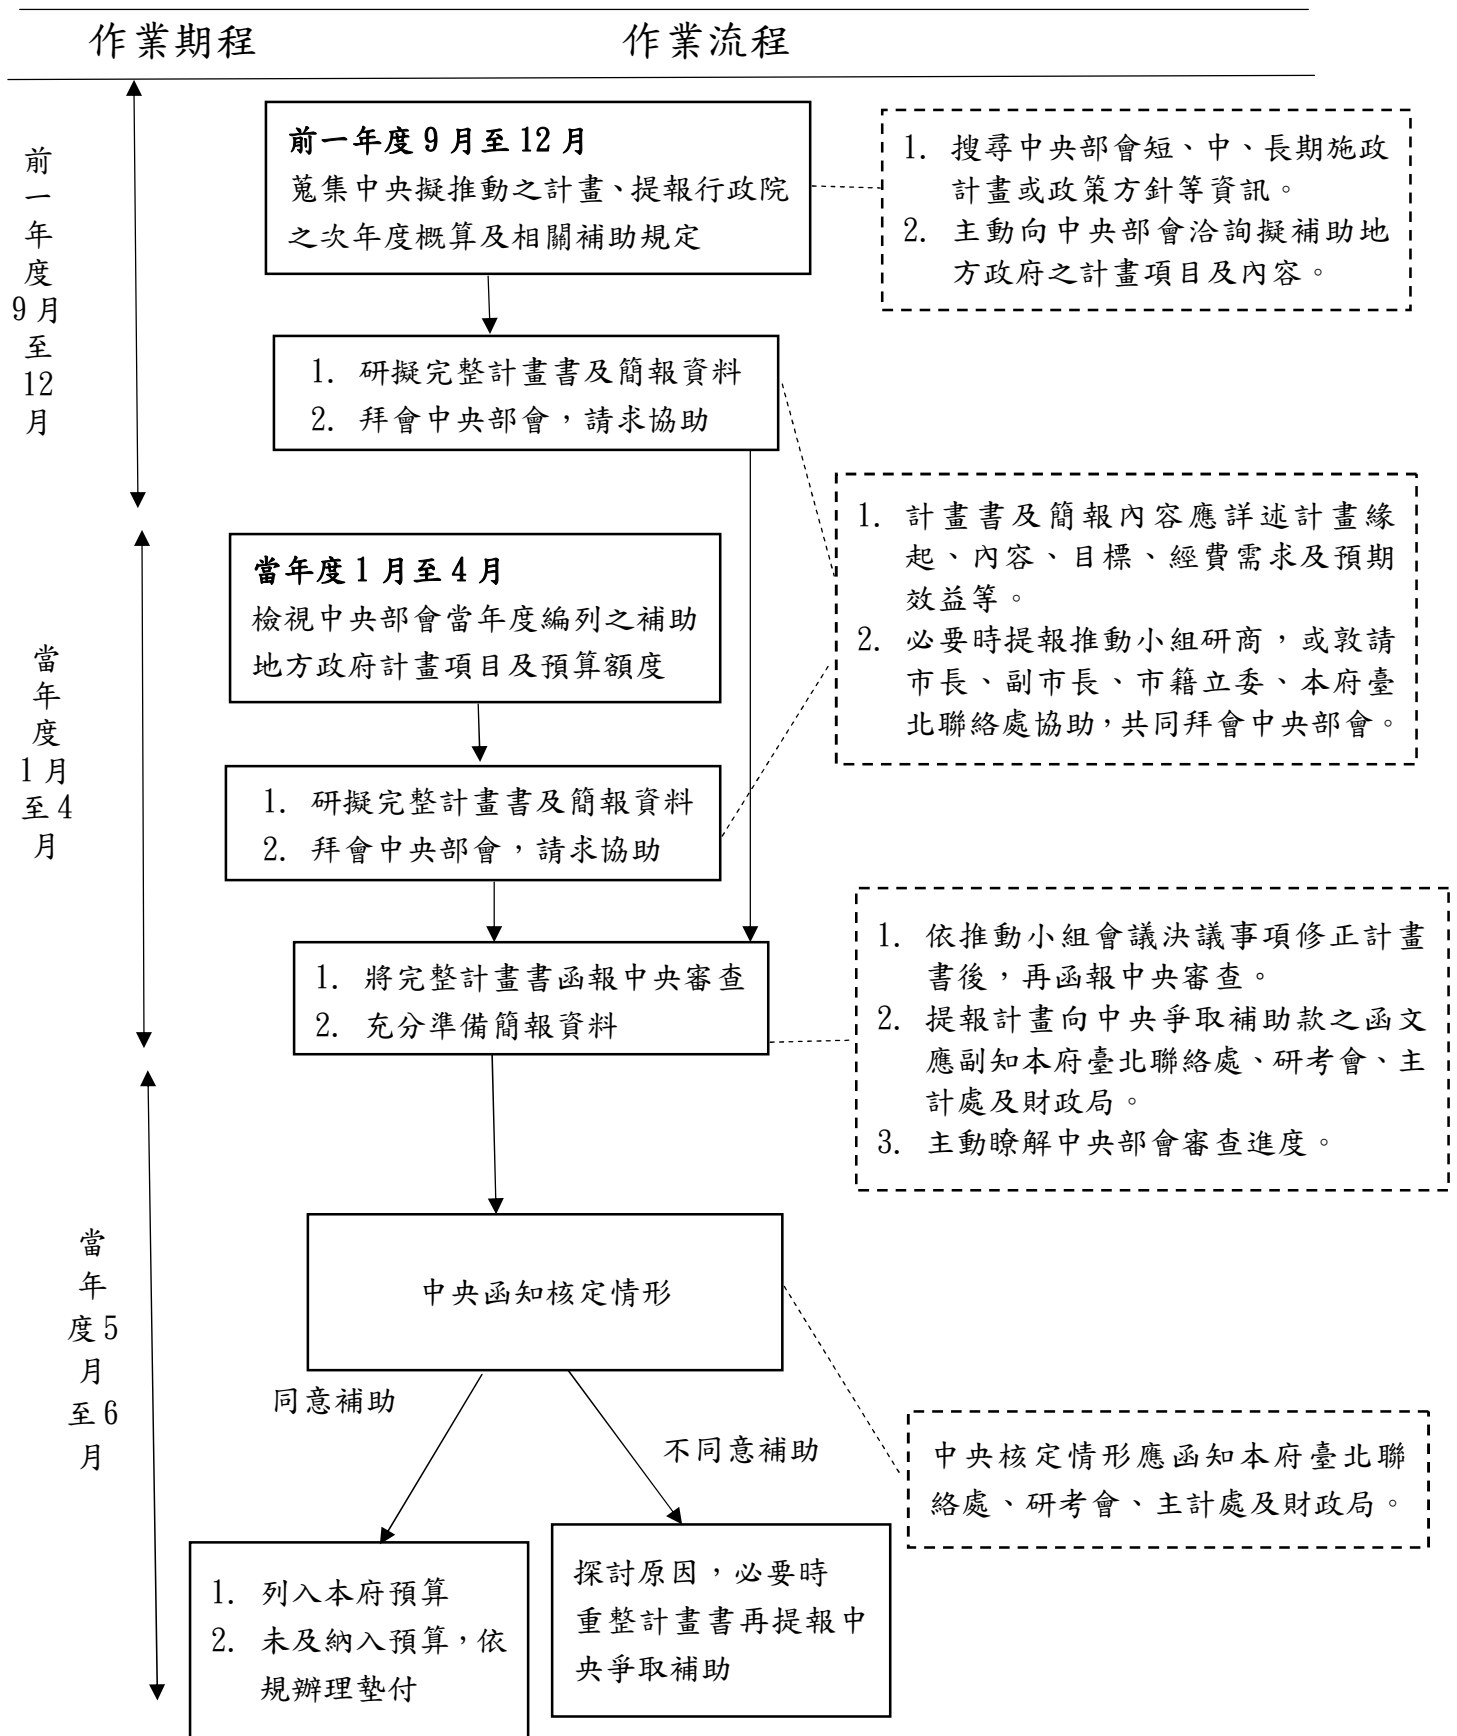 作業期程
作業流程
前
一
年
度
9月
至
12
月
前一年度9月至12月
蒐集中央擬推動之計畫、提報行政院
之次年度概算及相關補助規定
1. 搜尋中央部會短、中、長期施政
計畫或政策方針等資訊。
2. 主動向中央部會洽詢擬補助地
方政府之計畫項目及內容。
1. 研擬完整計畫書及簡報資料
2. 拜會中央部會，請求協助
1. 計畫書及簡報內容應詳述計畫緣
起、內容、目標、經費需求及預期
效益等。
2. 必要時提報推動小組研商，或敦請
市長、副市長、市籍立委、本府臺
北聯絡處協助，共同拜會中央部會。
當
年
度
1月
至4
月
當年度1月至4月
檢視中央部會當年度編列之補助
地方政府計畫項目及預算額度
1. 研擬完整計畫書及簡報資料
2. 拜會中央部會，請求協助
1. 將完整計畫書函報中央審查
2. 充分準備簡報資料
1. 依推動小組會議決議事項修正計畫
書後，再函報中央審查。
2. 提報計畫向中央爭取補助款之函文
應副知本府臺北聯絡處、研考會、主
計處及財政局。
3. 主動瞭解中央部會審查進度。
當
年
度5
月
至6
月
中央函知核定情形
同意補助
不同意補助
中央核定情形應函知本府臺北聯
絡處、研考會、主計處及財政局。
1. 列入本府預算
2. 未及納入預算，依
規辦理墊付
探討原因，必要時
重整計畫書再提報中
央爭取補助